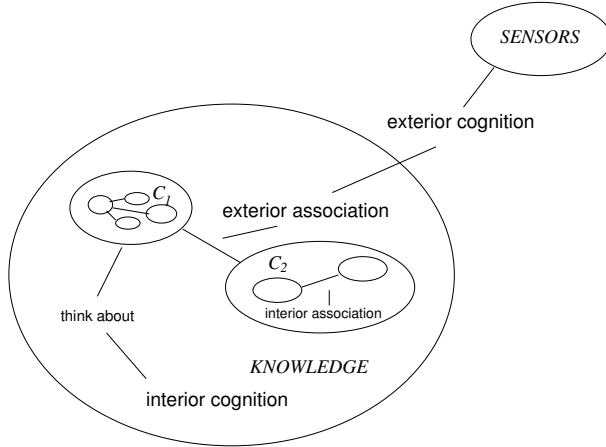 SENSORS
exterior cognition
C1
exterior association
C2
think about
interior association
KNOWLEDGE
interior cognition